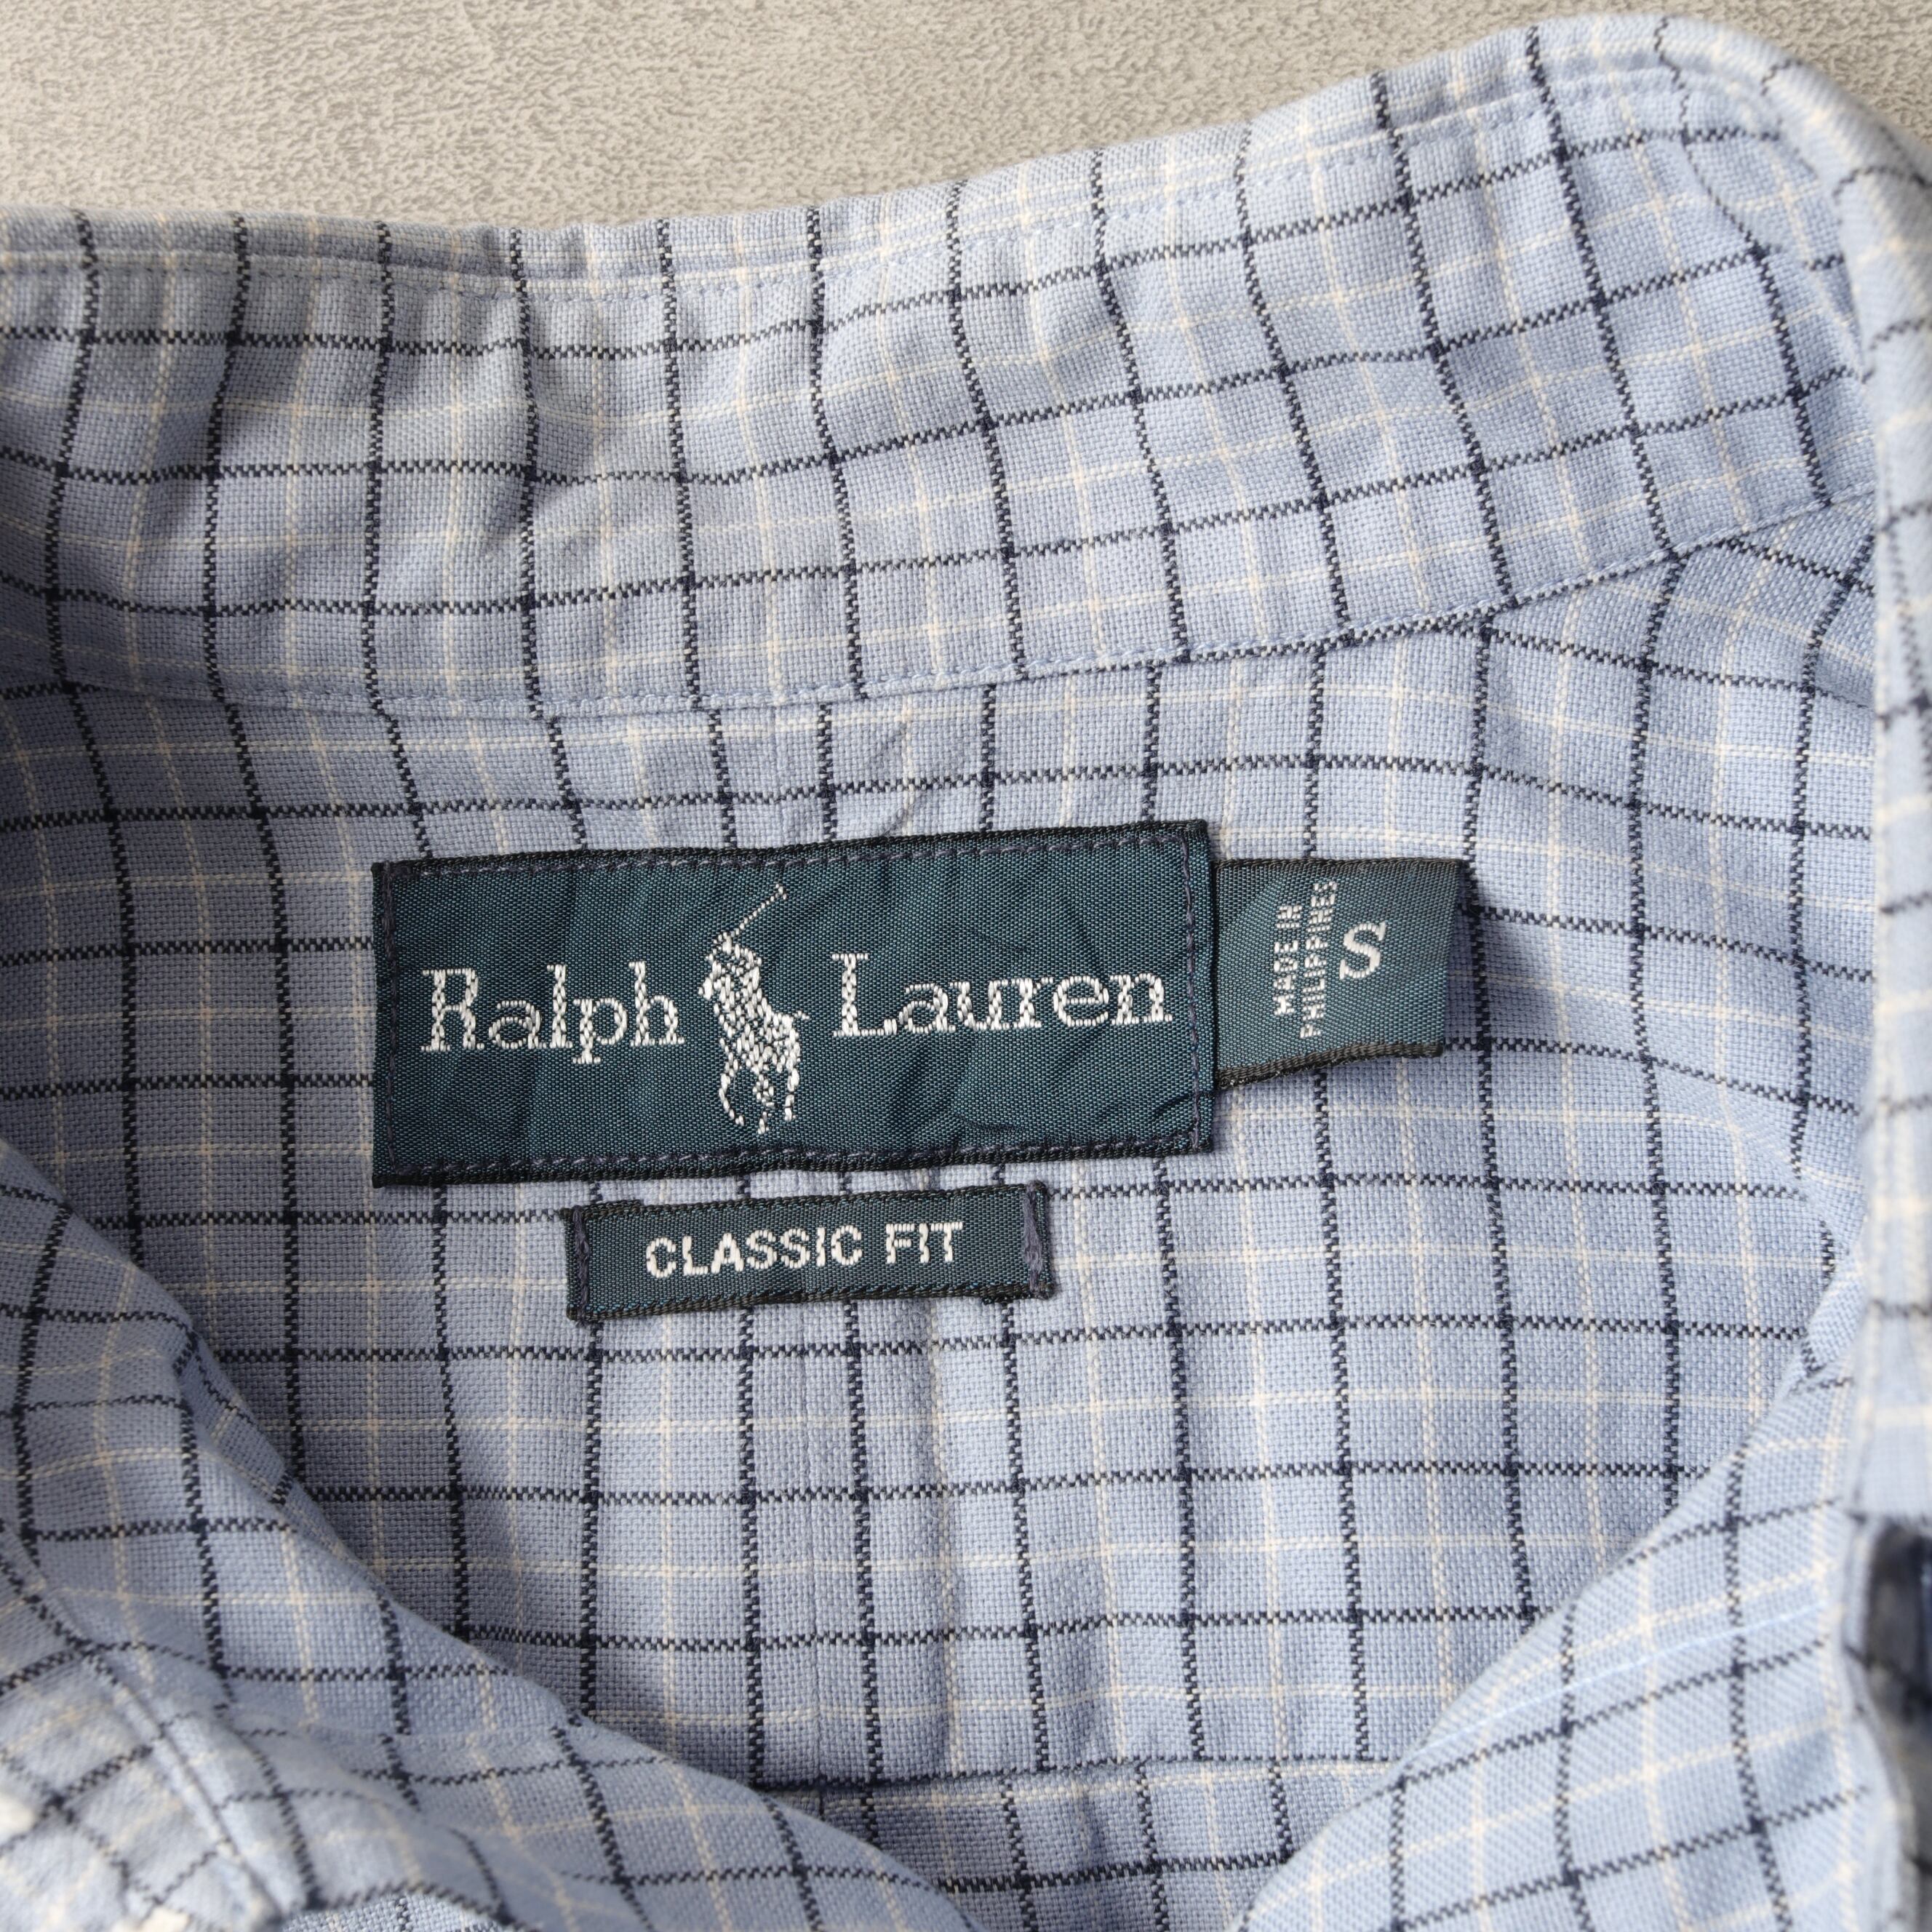 Ralph Lauren
MADE IN
PHILIPPINES
S
CLASSIC FIT